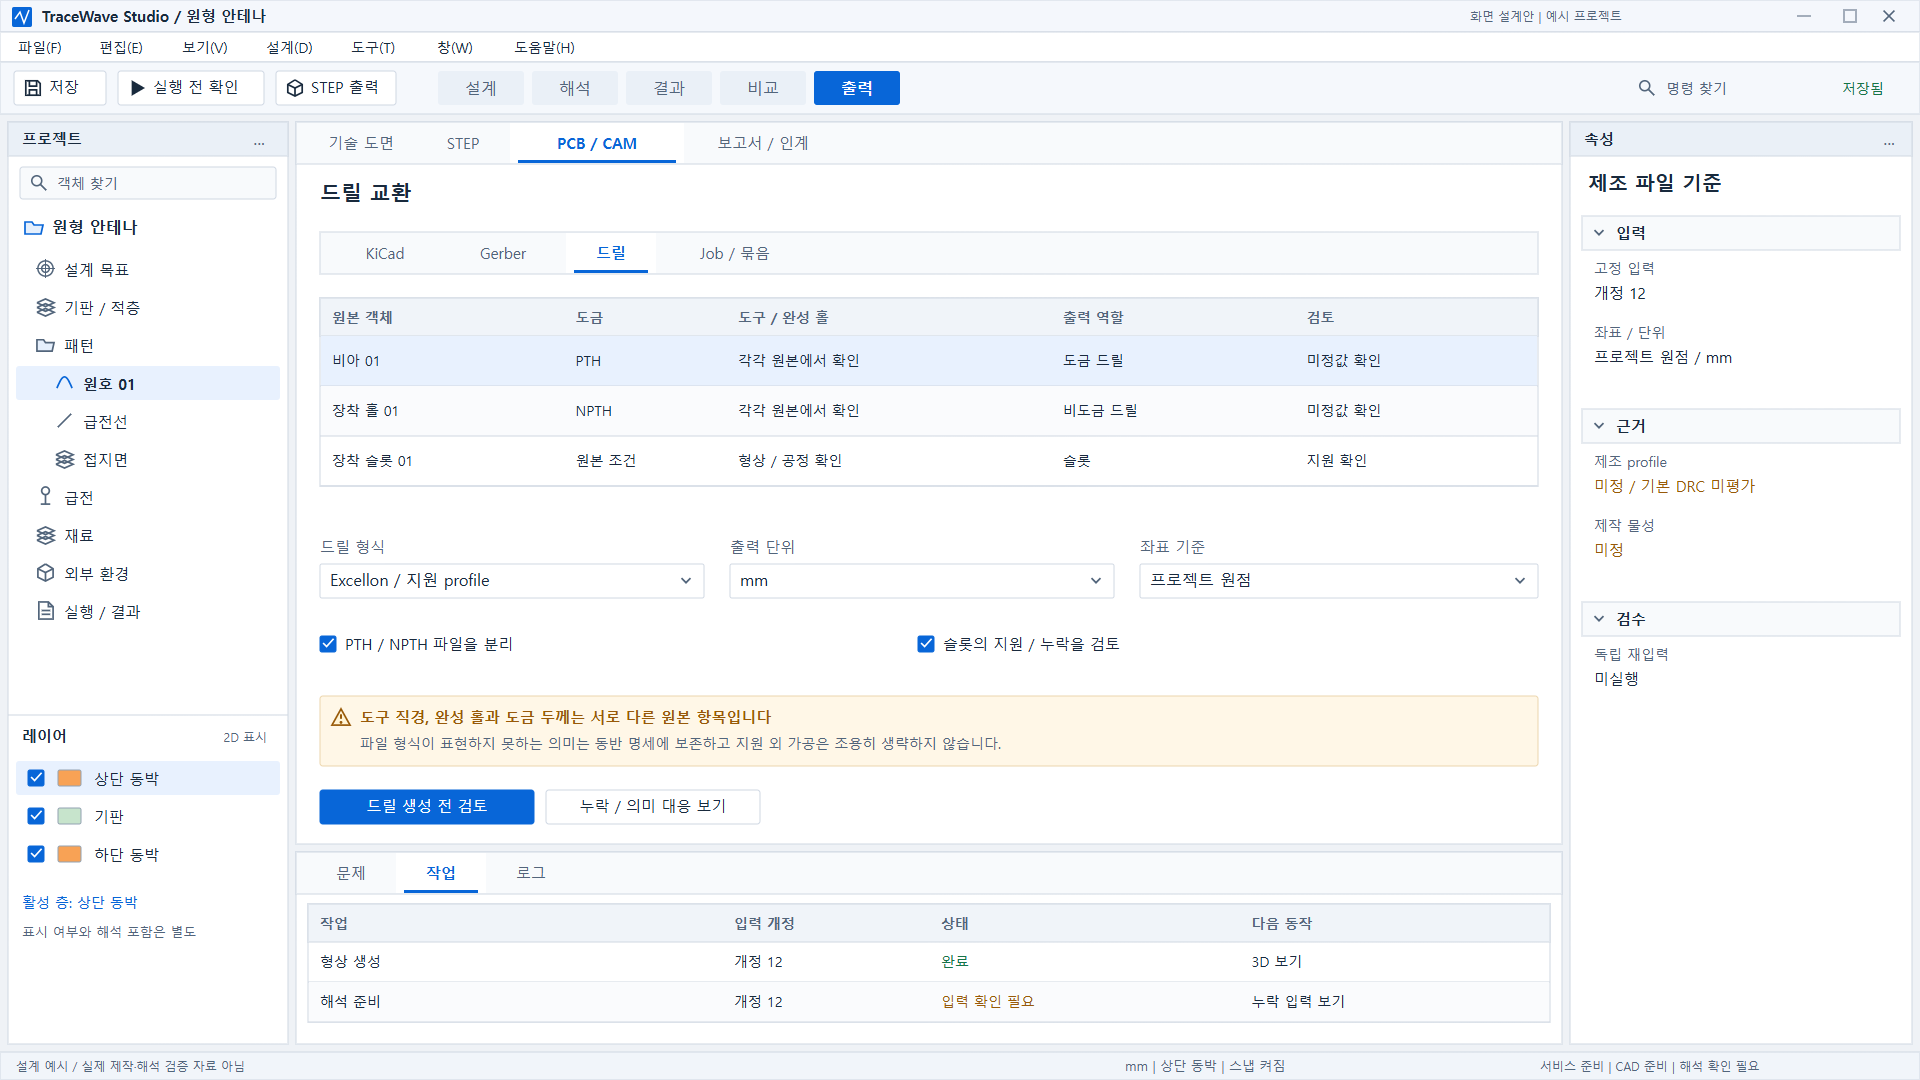 TraceWave Studio / 원형 안테나
화면 설계안 | 예시 프로젝트
파일(F) 편집(E) 보기(V) 설계(D) 도구(T) 창(W) 도움말(H)
저장 실행 전 확인 STEP 출력 설계 해석 결과 비교 출력 명령 찾기 저장됨
프로젝트 ...
객체 찾기
원형 안테나
설계 목표
기판 / 적층
패턴
원호 01
급전선
접지면
급전
재료
외부 환경
실행 / 결과
레이어 2D 표시
상단 동박
기판
하단 동박
활성 층: 상단 동박
표시 여부와 해석 포함은 별도
기술 도면 STEP PCB / CAM 보고서 / 인계
드릴 교환
KiCad Gerber 드릴 Job / 묶음
원본 객체 도금 도구 / 완성 홀 출력 역할 검토
비아 01 PTH 각각 원본에서 확인 도금 드릴 미정값 확인
장착 홀 01 NPTH 각각 원본에서 확인 비도금 드릴 미정값 확인
장착 슬롯 01 원본 조건 형상 / 공정 확인 슬롯 지원 확인
드릴 형식 출력 단위 좌표 기준
Excellon / 지원 profile mm 프로젝트 원점
PTH / NPTH 파일을 분리 슬롯의 지원 / 누락을 검토
도구 직경, 완성 홀과 도금 두께는 서로 다른 원본 항목입니다
파일 형식이 표현하지 못하는 의미는 동반 명세에 보존하고 지원 외 가공은 조용히 생략하지 않습니다.
드릴 생성 전 검토 누락 / 의미 대응 보기
문제 작업 로그
작업 입력 개정 상태 다음 동작
형상 생성 개정 12 완료 3D 보기
해석 준비 개정 12 입력 확인 필요 누락 입력 보기
속성 ...
제조 파일 기준
입력
고정 입력
개정 12
좌표 / 단위
프로젝트 원점 / mm
근거
제조 profile
미정 / 기본 DRC 미평가
제작 물성
미정
검수
독립 재입력
미실행
설계 예시 / 실제 제작·해석 검증 자료 아님
mm | 상단 동박 | 스냅 켜짐
서비스 준비 | CAD 준비 | 해석 확인 필요